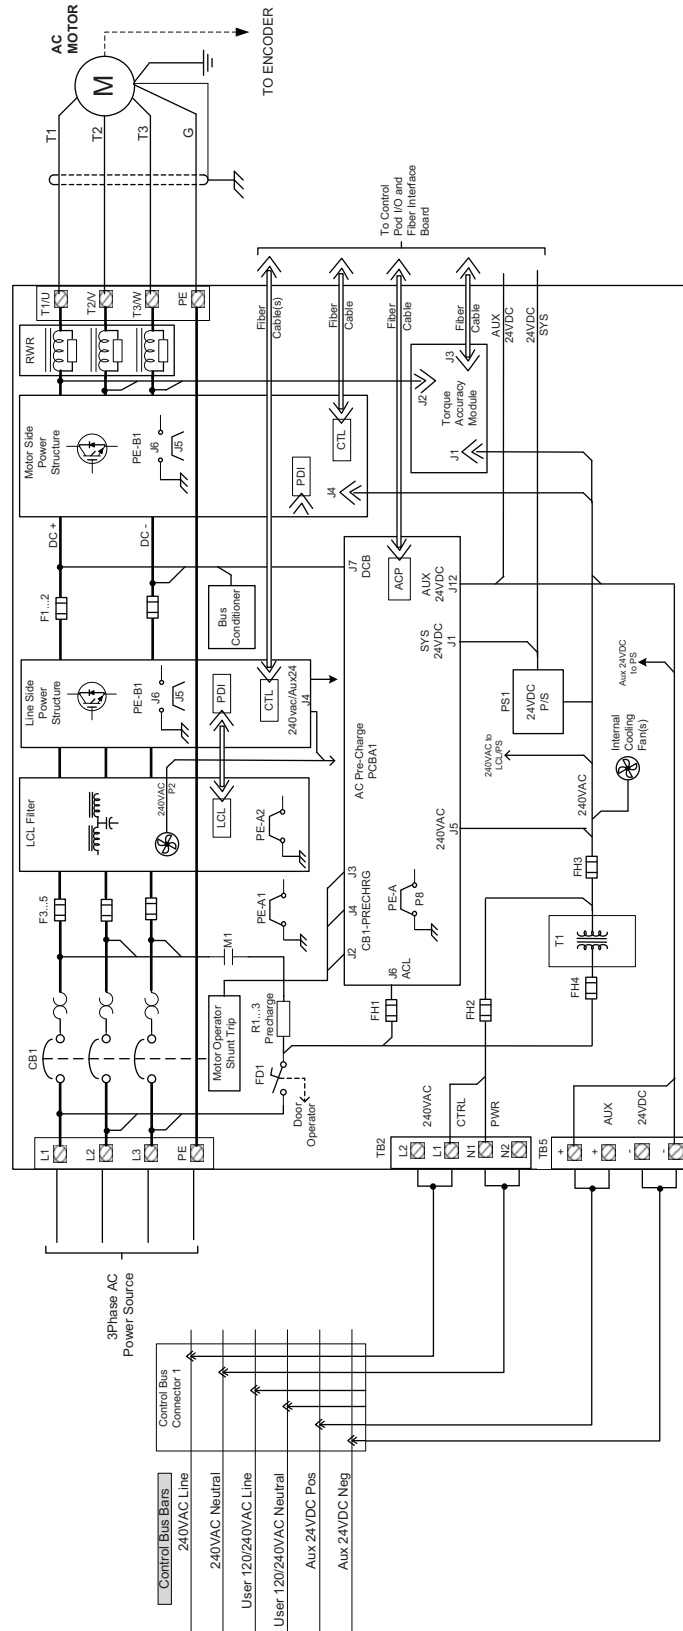 AC
MOTOR
M
TO ENCODER
T1
T2
T3
G
To Control
Pod I/O and
Fiber Interface
Board
T1/U
T2/V
T3/W
PE
RWR
Fiber
Cable(s)
Fiber
Cable
Fiber
Cable
Fiber
Cable
AUX
24VDC
24VDC
SYS
J3
J2
Torque
Accuracy
Module
J1
Motor Side
Power
Structure
PE-B1
J6
J5
CTL
PDI
J4
DC +
DC -
F1...2
Bus
Conditioner
J7
DCB
ACP
AUX
24VDC
J12
SYS
24VDC
J1
Line Side
Power
Structure
PE-B1
J6
J5
PDI
CTL
240vac/Aux24
J4
AC Pre-Charge
PCBA1
PS1
24VDC
P/S
Aux 24VDC
to PS
240VAC to
LCL/PS
Internal
Cooling
Fan(s)
240VAC
LCL Filter
240VAC
P2
LCL
PE-A2
240VAC
J5
F3...5
PE-A1
J3
J4
CB1-PRECHRG
J2
PE-A
P8
J6
ACL
FH3
T1
FH4
M1
CB1
Motor Operator
Shunt Trip
R1...3
Precharge
FD1
Door
Operator
FH1
FH2
240VAC
CTRL
PWR
AUX
24VDC
L1
L2
L3
PE
TB2
L2
L1
N1
N2
TB5
+
+
-
-
3Phase AC
Power Source
Control Bus
Connector 1
Control Bus Bars
240VAC Line
240VAC Neutral
User 120/240VAC Line
User 120/240VAC Neutral
Aux 24VDC Pos
Aux 24VDC Neg